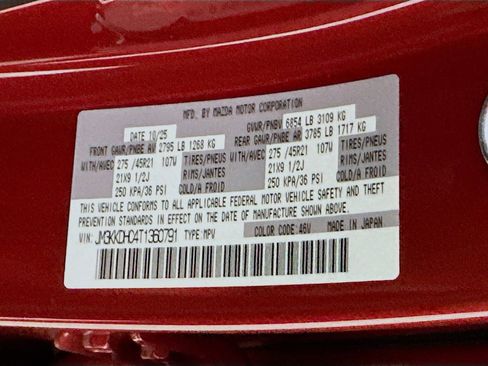 MFD. BY MAZDA MOTOR CORPORATION
DATE 10/25 GVWR/PNBV 6854 LB 3109 KG
FRONT GAWR/PNBE AV 2795 LB 1268 KG REAR GAWR/PNBE AR 3785 LB 1717 KG
WITH/AVEC 275 /45R21 107W TIRES/PNEUS WITH/AVEC 275 /45R21 107W TIRES/PNEUS
21X9 1/2J RIMS/JANTES 21X9 1/2J RIMS/JANTES
250 KPA/36 PSI COLD/A FROID 250 KPA/36 PSI COLD/A FROID
THIS VEHICLE CONFORMS TO ALL APPLICABLE FEDERAL MOTOR VEHICLE SAFETY AND THEFT
PREVENTION STANDARDS IN EFFECT ON THE DATE OF MANUFACTURE SHOWN ABOVE.
VIN: JM3KKDHC4T1360791 TYPE: MPV COLOR CODE: 46V MADE IN JAPAN